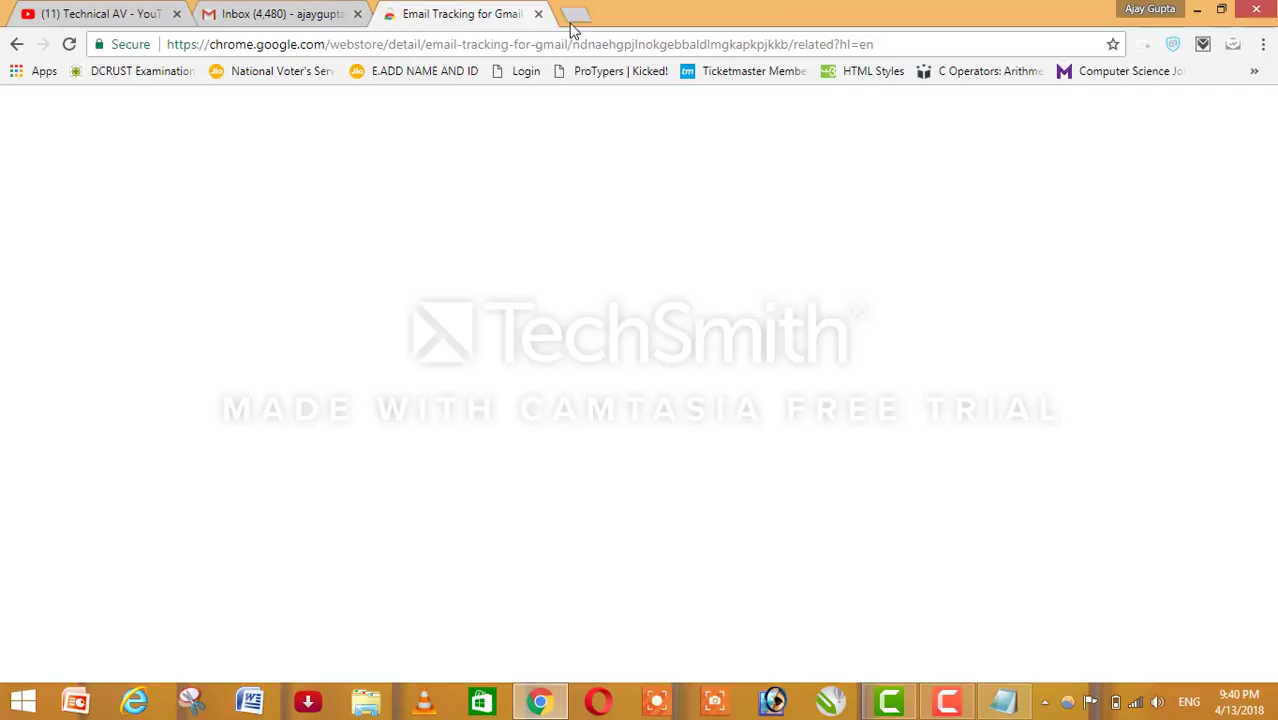 (11) Technical AV - YouT
Inbox (4,480) - ajaygupta
Email Tracking for Gmail
Ajay Gupta
Secure
https://chrome.google.com/webstore/detail/email-tracking-for-gmail/ndnaehgpjlnokgebbaldlmgkapkpjkkb/related?hl=en
Apps
DCRUST Examination
National Voter's Serv
E.ADD NAME AND ID
Login
ProTypers | Kicked!
tm
Ticketmaster Membe
w3
HTML Styles
C Operators: Arithme
Computer Science Jo
TechSmith®
MADE WITH CAMTASIA FREE TRIAL
ENG
9:40 PM
4/13/2018